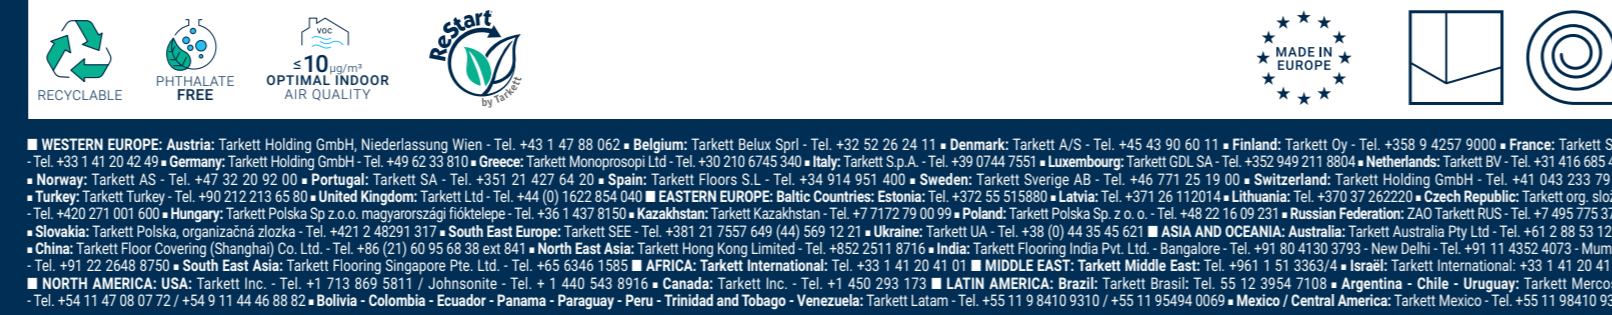 RECYCLABLE
PHTHALATE
FREE
VOC
≤10µg/m³
OPTIMAL INDOOR
AIR QUALITY
ReStart
by Tarkett
MADE IN
EUROPE
■ WESTERN EUROPE: Austria: Tarkett Holding GmbH, Niederlassung Wien - Tel. +43 1 47 88 062 ▪ Belgium: Tarkett Belux Sprl - Tel. +32 52 26 24 11 ▪ Denmark: Tarkett A/S - Tel. +45 43 90 60 11 ▪ Finland: Tarkett Oy - Tel. +358 9 4257 9000 ▪ France: Tarkett S
- Tel. +33 1 41 20 42 49 ▪ Germany: Tarkett Holding GmbH - Tel. +49 62 33 810 ▪ Greece: Tarkett Monoprosopi Ltd - Tel. +30 210 6745 340 ▪ Italy: Tarkett S.p.A. - Tel. +39 0744 7551 ▪ Luxembourg: Tarkett GDL SA - Tel. +352 949 211 8804 ▪ Netherlands: Tarkett BV - Tel. +31 416 685 4
▪ Norway: Tarkett AS - Tel. +47 32 20 92 00 ▪ Portugal: Tarkett SA - Tel. +351 21 427 64 20 ▪ Spain: Tarkett Floors S.L - Tel. +34 914 951 400 ▪ Sweden: Tarkett Sverige AB - Tel. +46 771 25 19 00 ▪ Switzerland: Tarkett Holding GmbH - Tel. +41 043 233 79
▪ Turkey: Tarkett Turkey - Tel. +90 212 213 65 80 ▪ United Kingdom: Tarkett Ltd - Tel. +44 (0) 1622 854 040 ■ EASTERN EUROPE: Baltic Countries: Estonia: Tel. +372 55 515880 ▪ Latvia: Tel. +371 26 112014 ▪ Lithuania: Tel. +370 37 262220 ▪ Czech Republic: Tarkett org. slož
- Tel. +420 271 001 600 ▪ Hungary: Tarkett Polska Sp z.o.o. magyarországi fióktelepe - Tel. +36 1 437 8150 ▪ Kazakhstan: Tarkett Kazakhstan - Tel. +7 7172 79 00 99 ▪ Poland: Tarkett Polska Sp. z o. o. - Tel. +48 22 16 09 231 ▪ Russian Federation: ZAO Tarkett RUS - Tel. +7 495 775 37
▪ Slovakia: Tarkett Polska, organizačná zlozka - Tel. +421 2 48291 317 ▪ South East Europe: Tarkett SEE - Tel. +381 21 7557 649 (44) 569 12 21 ▪ Ukraine: Tarkett UA - Tel. +38 (0) 44 35 45 621 ■ ASIA AND OCEANIA: Australia: Tarkett Australia Pty Ltd - Tel. +61 2 88 53 12
▪ China: Tarkett Floor Covering (Shanghai) Co. Ltd. - Tel. +86 (21) 60 95 68 38 ext 841 ▪ North East Asia: Tarkett Hong Kong Limited - Tel. +852 2511 8716 ▪ India: Tarkett Flooring India Pvt. Ltd. - Bangalore - Tel. +91 80 4130 3793 - New Delhi - Tel. +91 11 4352 4073 - Mum
- Tel. +91 22 2648 8750 ▪ South East Asia: Tarkett Flooring Singapore Pte. Ltd. - Tel. +65 6346 1585 ■ AFRICA: Tarkett International: Tel. +33 1 41 20 41 01 ■ MIDDLE EAST: Tarkett Middle East: Tel. +961 1 51 3363/4 ▪ Israël: Tarkett International: +33 1 41 20 41
■ NORTH AMERICA: USA: Tarkett Inc. - Tel. +1 713 869 5811 / Johnsonite - Tel. + 1 440 543 8916 ▪ Canada: Tarkett Inc. - Tel. +1 450 293 173 ■ LATIN AMERICA: Brazil: Tarkett Brasil: Tel. 55 12 3954 7108 ▪ Argentina - Chile - Uruguay: Tarkett Merco
- Tel. +54 11 47 08 07 72 / +54 9 11 44 46 88 82 ▪ Bolivia - Colombia - Ecuador - Panama - Paraguay - Peru - Trinidad and Tobago - Venezuela: Tarkett Latam - Tel. +55 11 9 8410 9310 / +55 11 95494 0069 ▪ Mexico / Central America: Tarkett Mexico - Tel. +55 11 98410 93